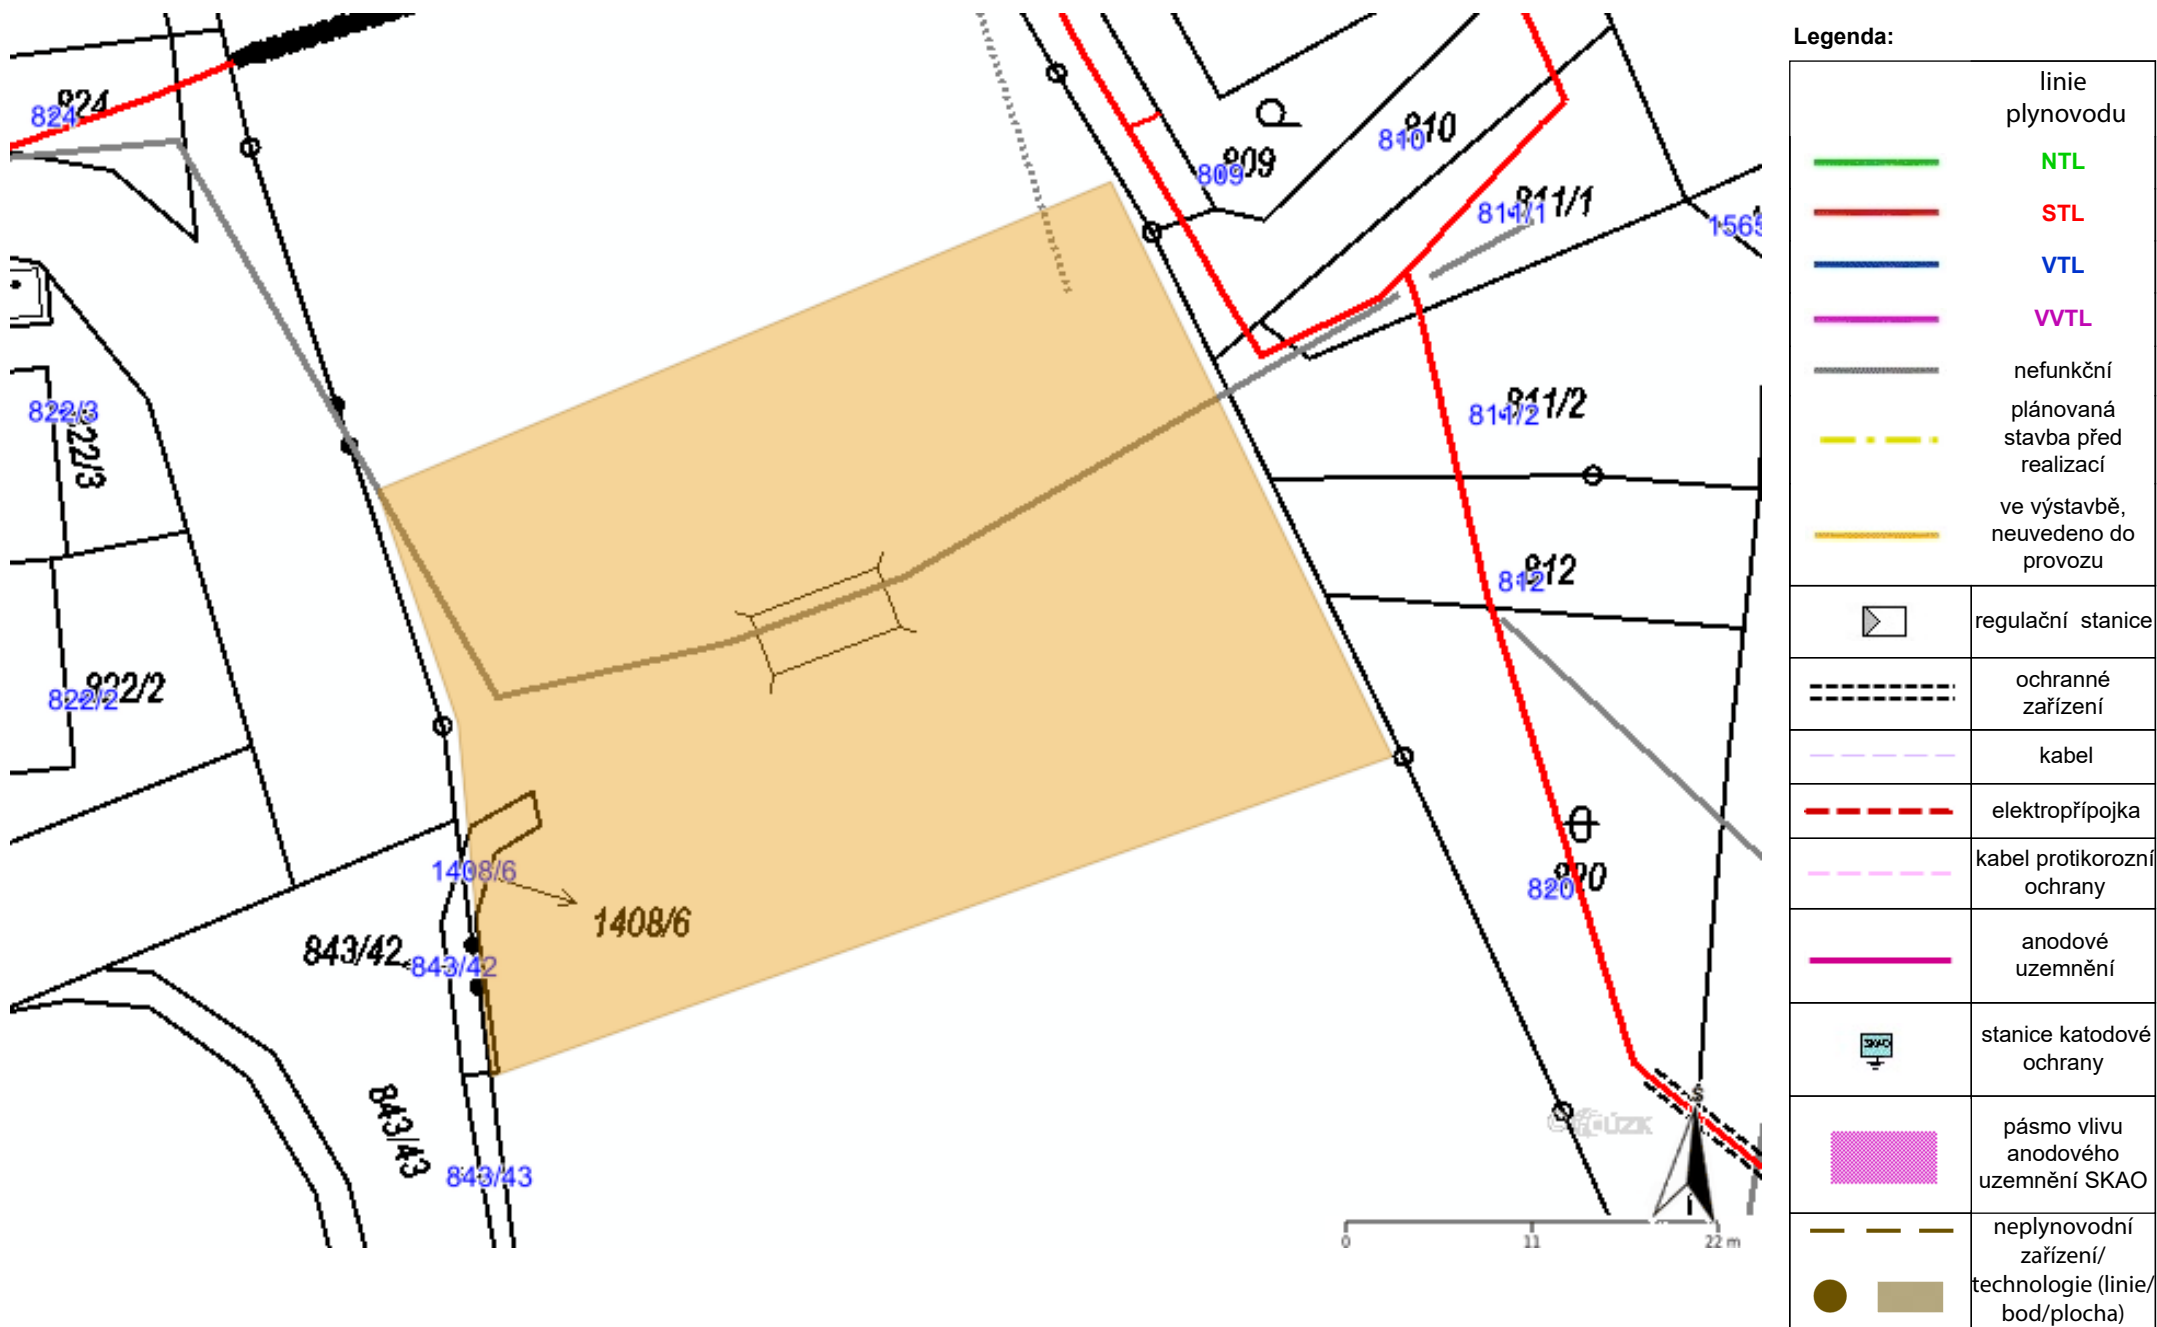 824
824
809
809
810
810
811/1
811/1
811/2
811/2
812
812
820
820
822/3
822/3
822/2
822/2
1408/6
1408/6
843/42
843/42
843/43
843/43
Š
0 11 22 m
Legenda:
linie
plynovodu
NTL
STL
VTL
VVTL
nefunkční
plánovaná
stavba před
realizací
ve výstavbě,
neuvedeno do
provozu
regulační stanice
ochranné
zařízení
kabel
elektropřípojka
kabel protikorozní
ochrany
anodové
uzemnění
SKAO
stanice katodové
ochrany
pásmo vlivu
anodového
uzemnění SKAO
neplynovodní
zařízení/
technologie (linie/
bod/plocha)